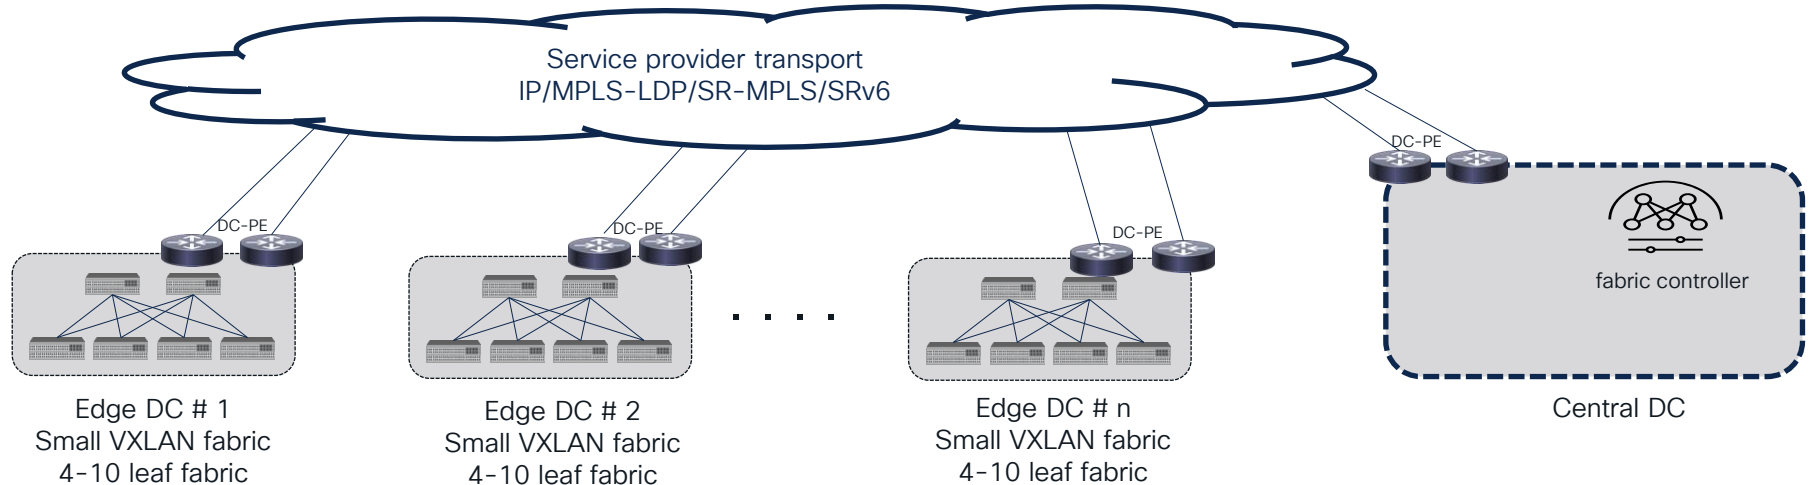 Service provider transport
IP/MPLS-LDP/SR-MPLS/SRv6
DC-PE
DC-PE
DC-PE
DC-PE
fabric controller
Edge DC # 1
Small VXLAN fabric
4-10 leaf fabric
Edge DC # 2
Small VXLAN fabric
4-10 leaf fabric
. . . .
Edge DC # n
Small VXLAN fabric
4-10 leaf fabric
Central DC